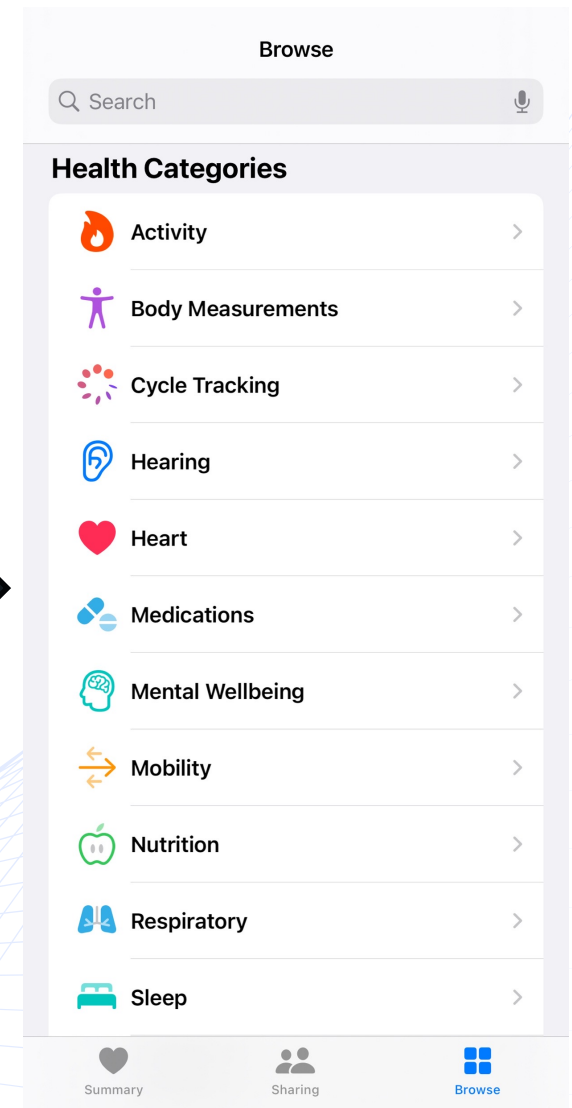 Browse
Search
Health Categories
Activity
Body Measurements
Cycle Tracking
Hearing
Heart
Medications
Mental Wellbeing
Mobility
Nutrition
Respiratory
Sleep
Summary
Sharing
Browse